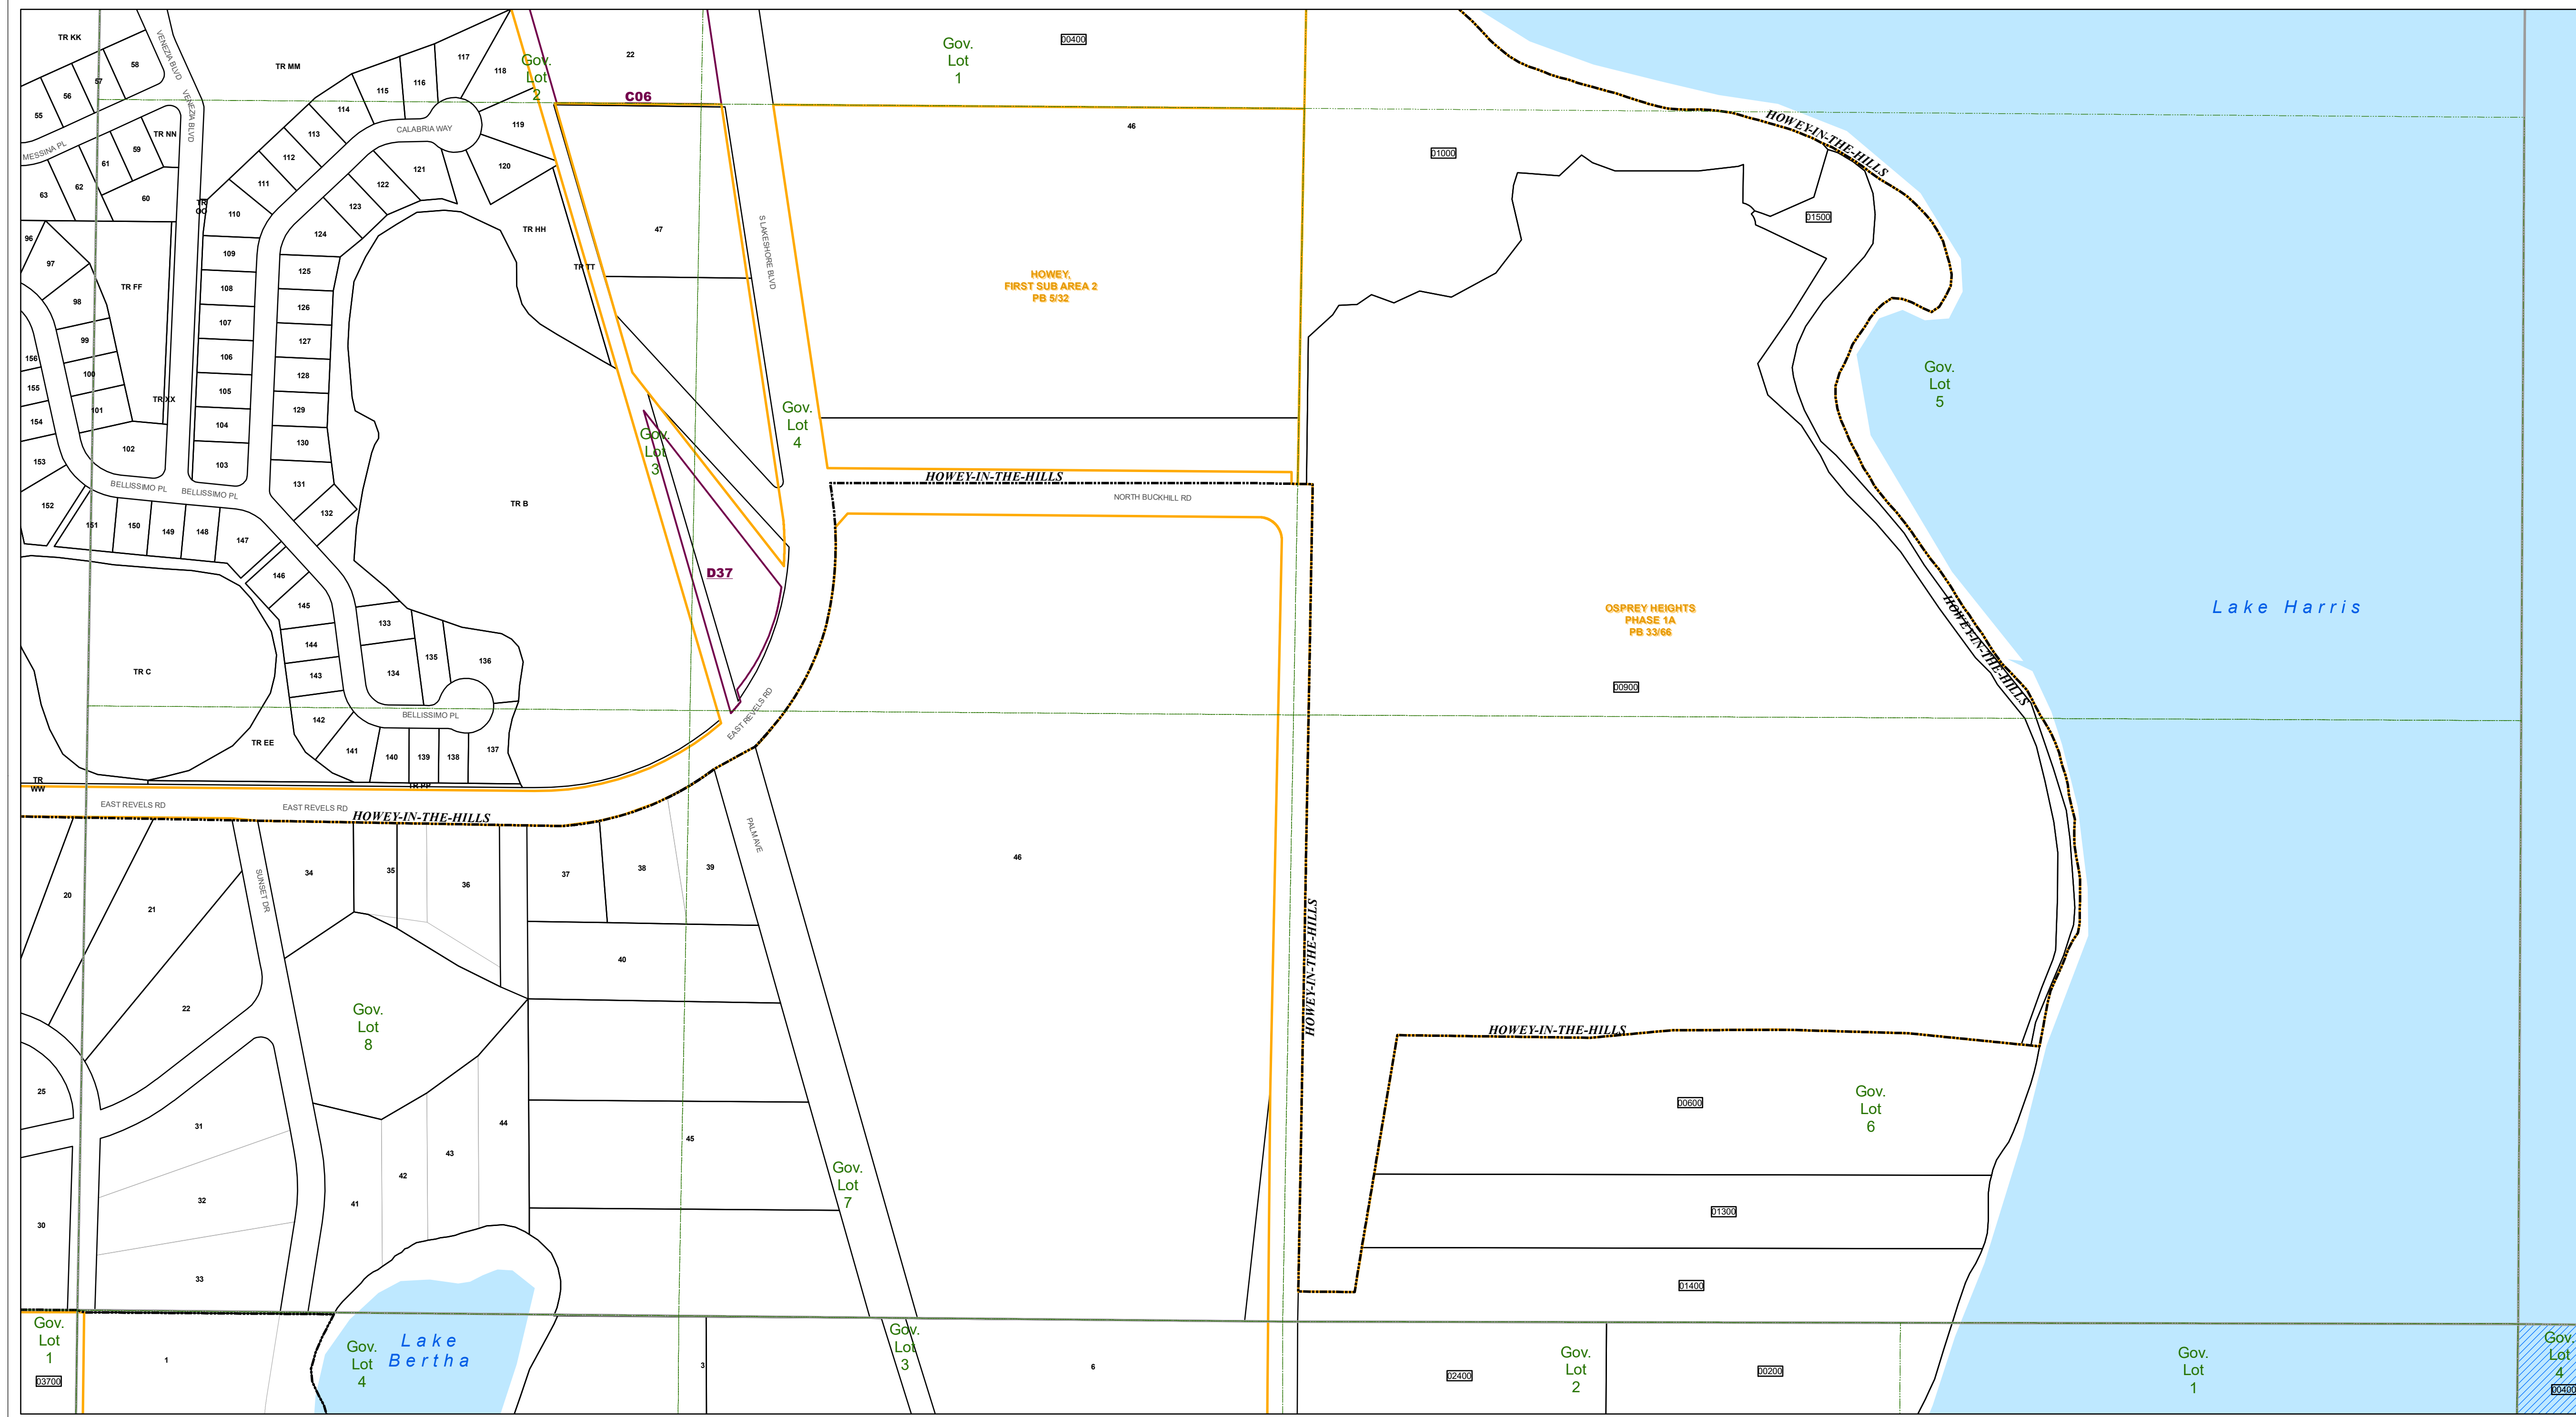 TR KK
58
57
56
55
VENEZIA BLVD
VENEZIA BLVD
TR MM
117
118
116
115
114
113
112
111
110
119
120
121
122
123
124
CALABRIA WAY
MESSINA PL
TR NN
59
61
62
63
60
TR
OO
Gov.
Lot
2
22
C06
Gov.
Lot
1
00400
46
47
TR HH
TR TT
S LAKESHORE BLVD
HOWEY,
FIRST SUB AREA 2
PB 5/32
01000
01500
HOWEY-IN-THE-HILLS
96
97
98
99
100
101
102
TR FF
TR XX
109
108
107
106
105
104
103
125
126
127
128
129
130
131
132
156
155
154
153
152
151
150
149
148
147
146
145
144
143
142
141
140
139
138
137
136
135
134
133
BELLISSIMO PL
BELLISSIMO PL
BELLISSIMO PL
TR B
TR C
TR EE
TR
WW
TR PP
Gov.
Lot
3
Gov.
Lot
4
D37
HOWEY-IN-THE-HILLS
NORTH BUCKHILL RD
Gov.
Lot
5
OSPREY HEIGHTS
PHASE 1A
PB 33/66
00900
Lake Harris
HOWEY-IN-THE-HILLS
EAST REVELS RD
EAST REVELS RD
EAST REVELS RD
HOWEY-IN-THE-HILLS
PALM AVE
SUNSET DR
20
21
22
34
35
36
37
38
39
40
46
HOWEY-IN-THE-HILLS
HOWEY-IN-THE-HILLS
Gov.
Lot
8
25
30
31
32
33
41
42
43
44
45
Gov.
Lot
7
00600
Gov.
Lot
6
01300
01400
Gov.
Lot
1
03700
1
Gov.
Lot
4
Lake
Bertha
3
Gov.
Lot
3
6
02400
Gov.
Lot
2
00200
Gov.
Lot
1
Gov.
Lot
4
00400